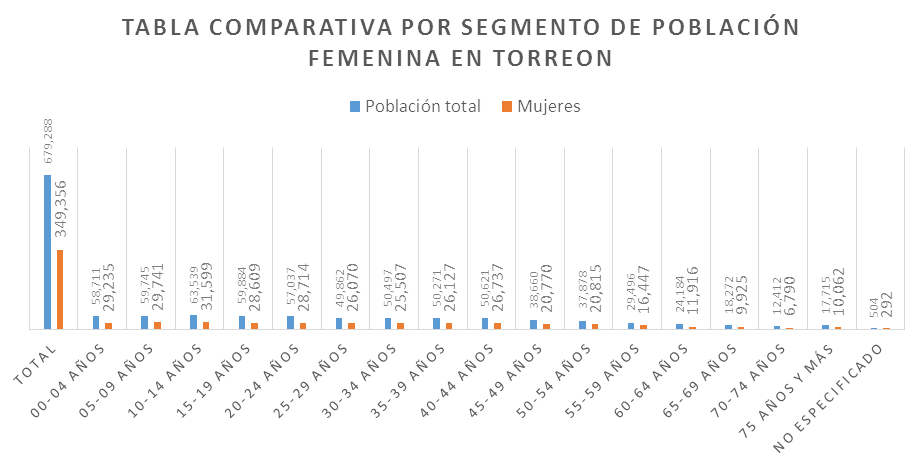 TABLA COMPARATIVA POR SEGMENTO DE POBLACIÓN
FEMENINA EN TORREON
Población total
Mujeres
679,288
349,356
58,711
29,235
59,745
29,741
63,539
31,599
59,884
28,609
57,037
28,714
49,862
26,070
50,497
25,507
50,271
26,127
50,621
26,737
38,660
20,770
37,878
20,815
29,496
16,447
24,184
11,916
18,272
9,925
12,412
6,790
17,715
10,062
504
292
TOTAL
00-04 AÑOS
05-09 AÑOS
10-14 AÑOS
15-19 AÑOS
20-24 AÑOS
25-29 AÑOS
30-34 AÑOS
35-39 AÑOS
40-44 AÑOS
45-49 AÑOS
50-54 AÑOS
55-59 AÑOS
60-64 AÑOS
65-69 AÑOS
70-74 AÑOS
75 AÑOS Y MÁS
NO ESPECIFICADO